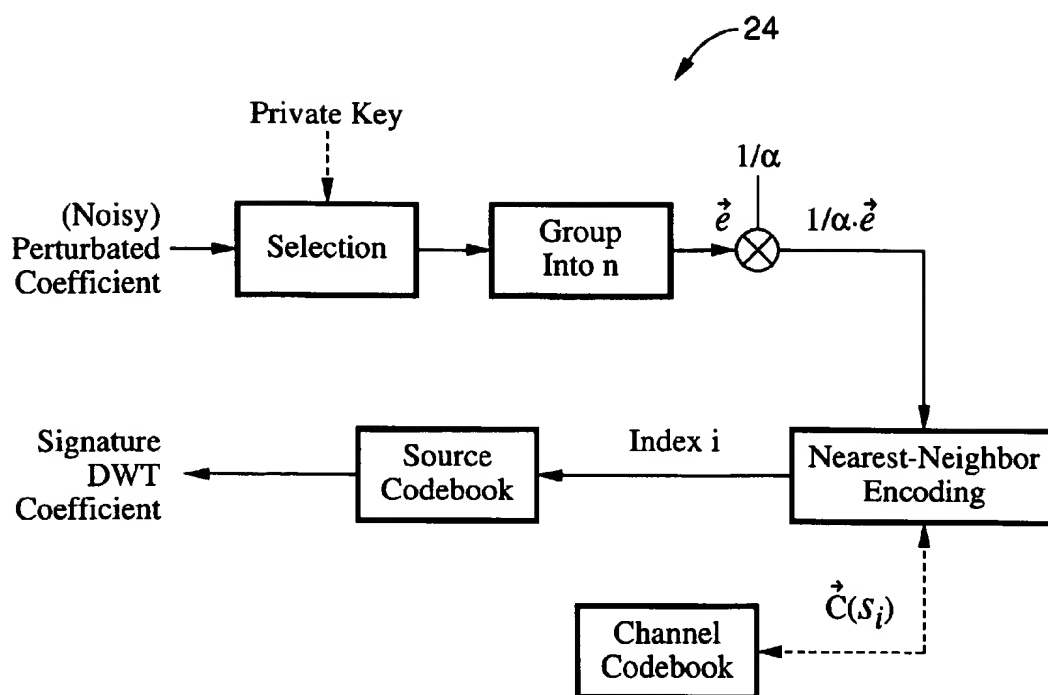 24
Private Key
1/α
(Noisy)
Perturbated
Coefficient
Selection
Group
Into n
e⃗
1/α·e⃗
Signature
DWT
Coefficient
Source
Codebook
Index i
Nearest-Neighbor
Encoding
C⃗(Sᵢ)
Channel
Codebook